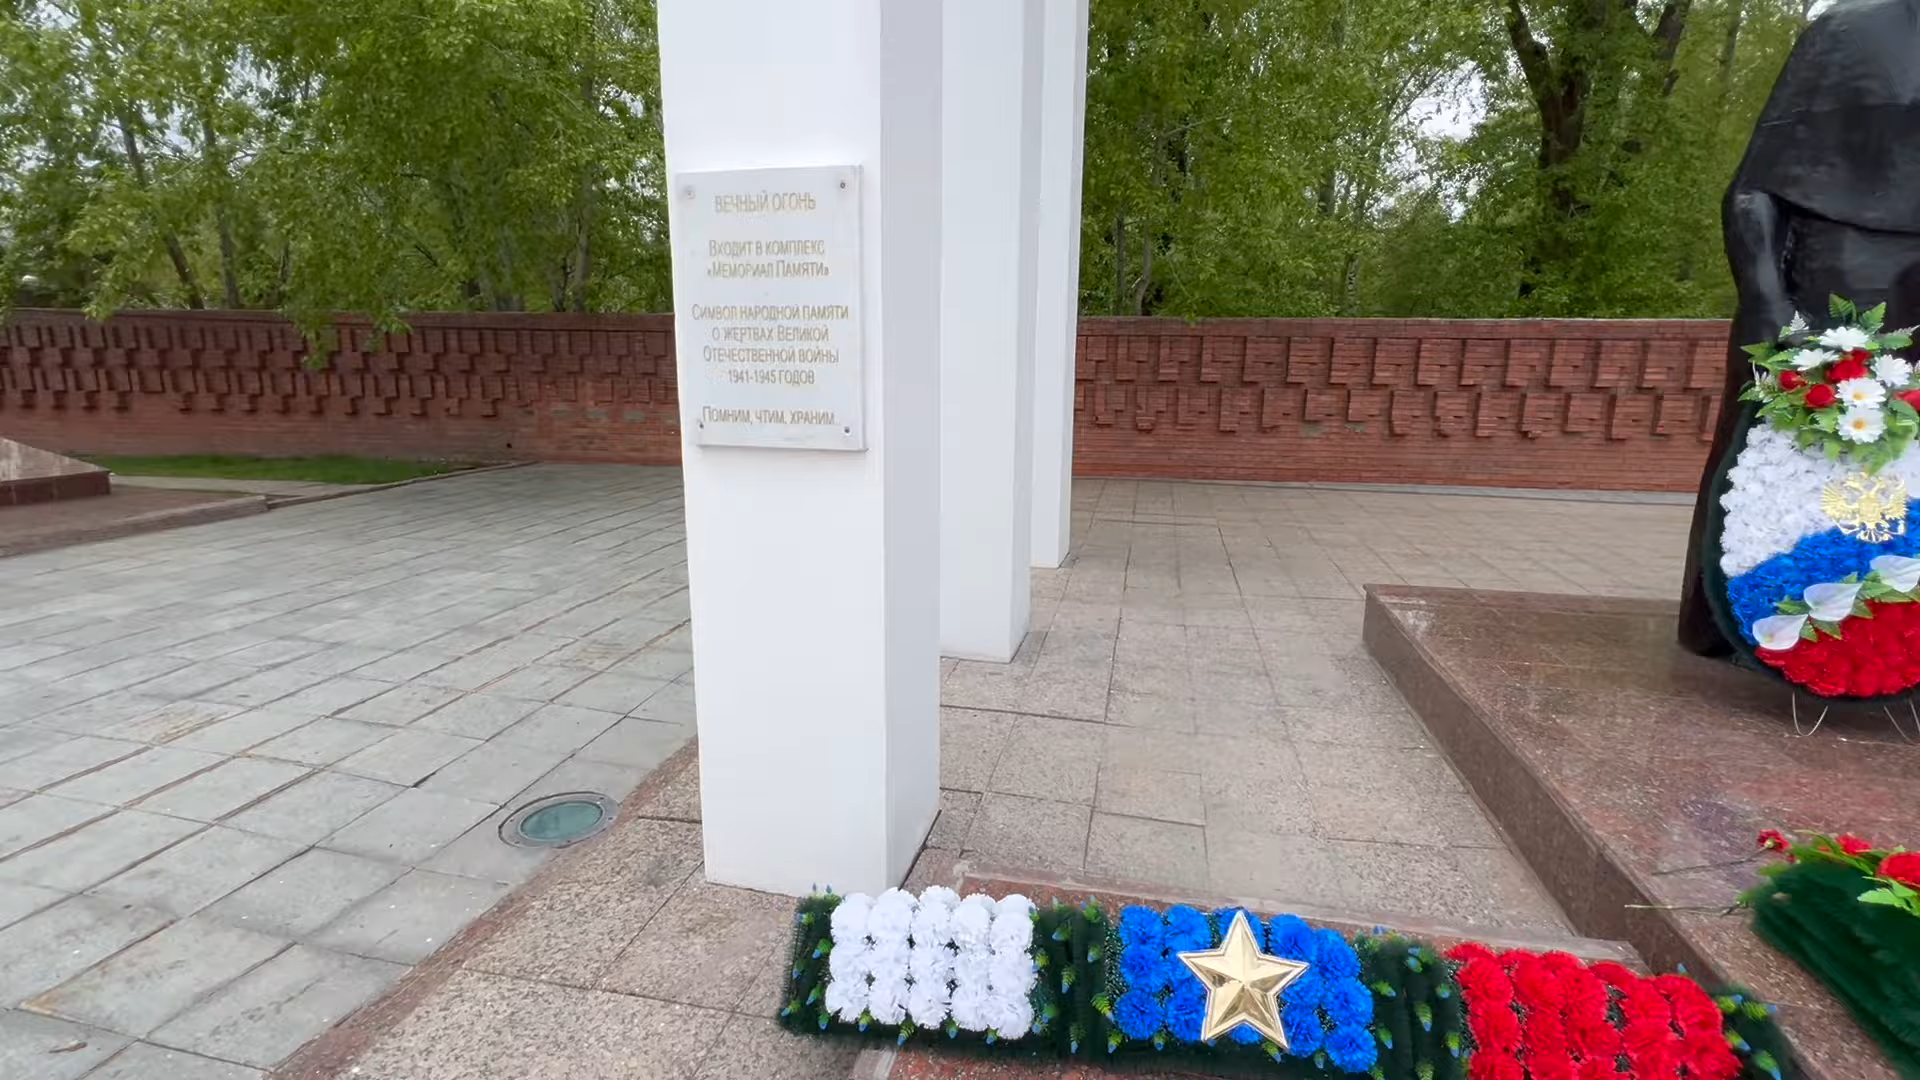 ВЕЧНЫЙ ОГОНЬ
ВХОДИТ В КОМПЛЕКС
«МЕМОРИАЛ ПАМЯТИ»
СИМВОЛ НАРОДНОЙ ПАМЯТИ
О ЖЕРТВАХ ВЕЛИКОЙ
ОТЕЧЕСТВЕННОЙ ВОЙНЫ
1941-1945 ГОДОВ
ПОМНИМ, ЧТИМ, ХРАНИМ...